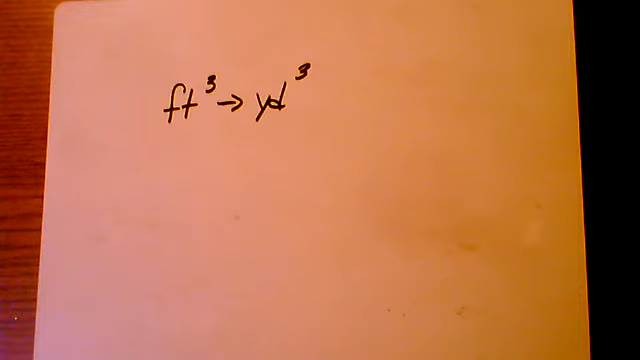 ft³ → yd³